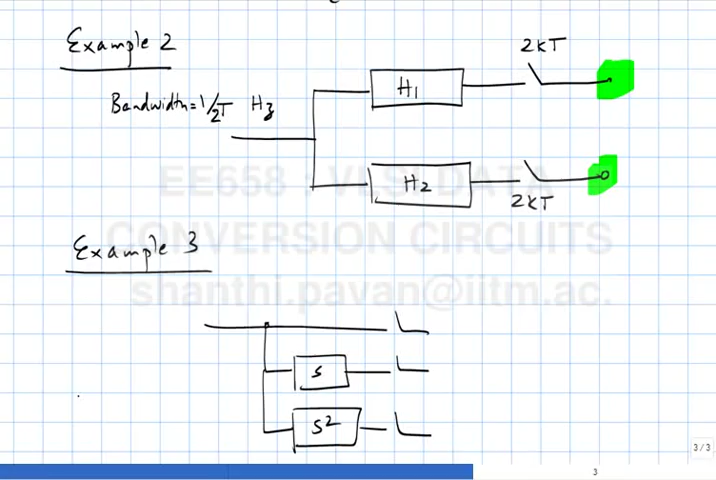 Example 2
2kT
Bandwidth=1/2T Hz
H1
H2
2kT
EE658 : VLSI DATA
CONVERSION CIRCUITS
Example 3
shanthi.pavan@iitm.ac.
s
s²
3/3
3